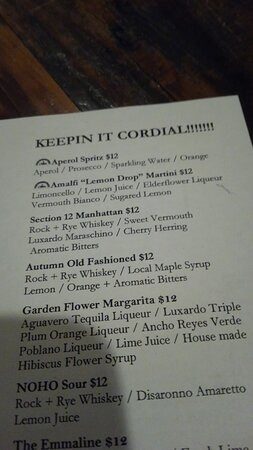 KEEPIN IT CORDIAL!!!!!!!
Aperol Spritz $12
Aperol / Prosecco / Sparkling Water / Orange
Amalfi "Lemon Drop" Martini $12
Limoncello / Lemon Juice / Elderflower Liqueur
Vermouth Bianco / Sugared Lemon
Section 12 Manhattan $12
Rock + Rye Whiskey / Sweet Vermouth
Luxardo Maraschino / Cherry Herring
Aromatic Bitters
Autumn Old Fashioned $12
Rock + Rye Whiskey / Local Maple Syrup
Lemon / Orange + Aromatic Bitters
Garden Flower Margarita $12
Aguavero Tequila Liqueur / Luxardo Triple
Plum Orange Liqueur / Ancho Reyes Verde
Poblano Liqueur / Lime Juice / House made
Hibiscus Flower Syrup
NOHO Sour $12
Rock + Rye Whiskey / Disaronno Amaretto
Lemon Juice
The Emmaline $12